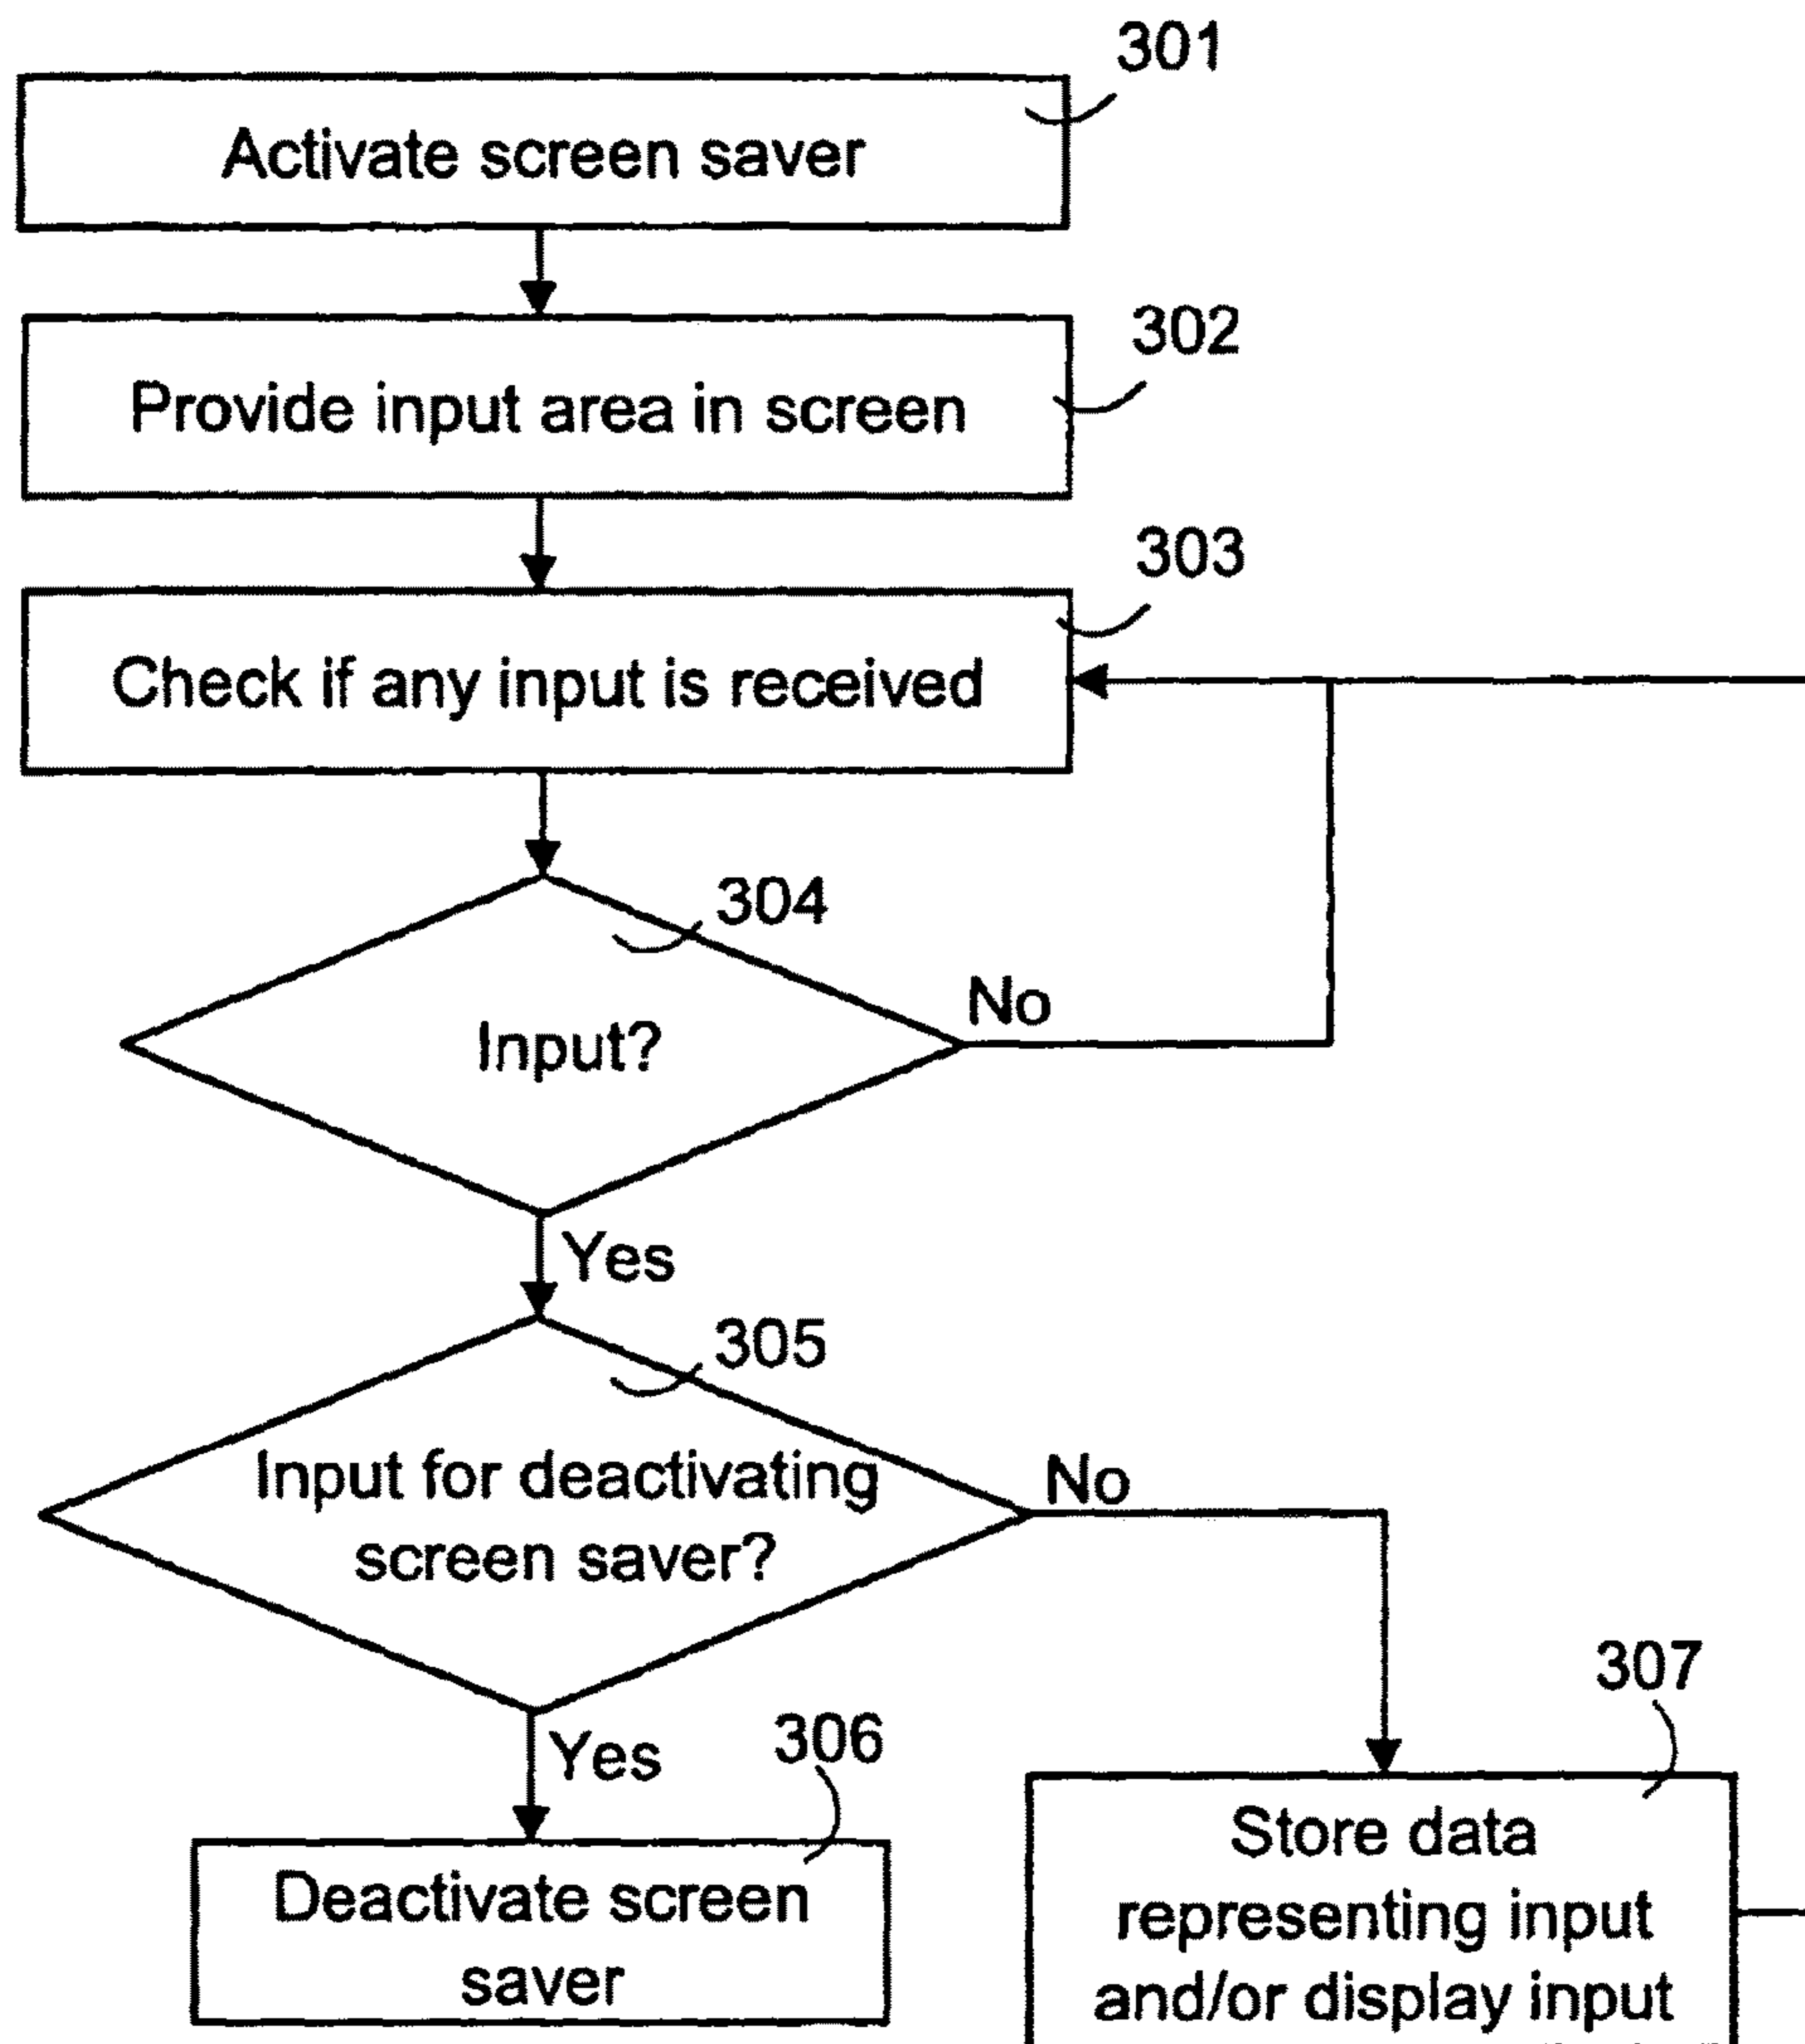 301
Activate screen saver
302
Provide input area in screen
303
Check if any input is received
304
Input?
No
Yes
305
Input for deactivating
screen saver?
No
Yes
306
Deactivate screen
saver
307
Store data
representing input
and/or display input